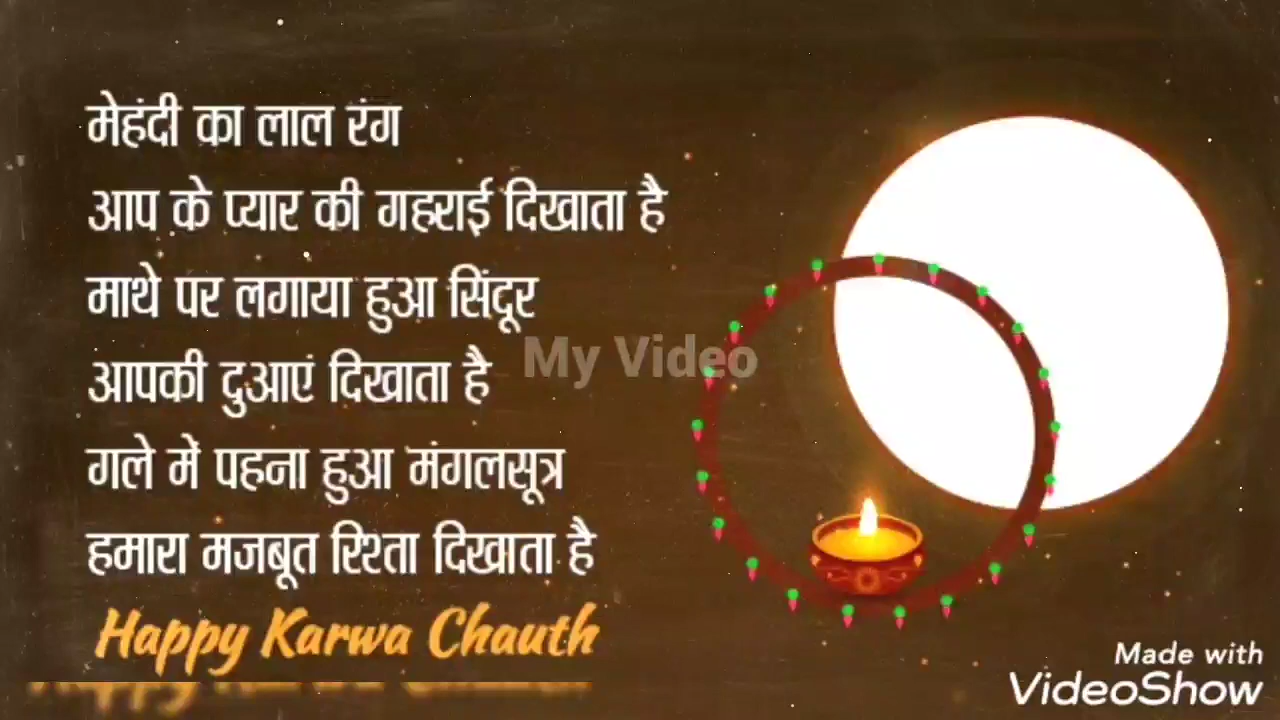 मेहंदी का लाल रंग
आप के प्यार की गहराई दिखाता है
माथे पर लगाया हुआ सिंदूर
आपकी दुआएं दिखाता है
My Video
गले में पहना हुआ मंगलसूत्र
हमारा मजबूत रिश्ता दिखाता है
Happy Karwa Chauth
Made with
VideoShow